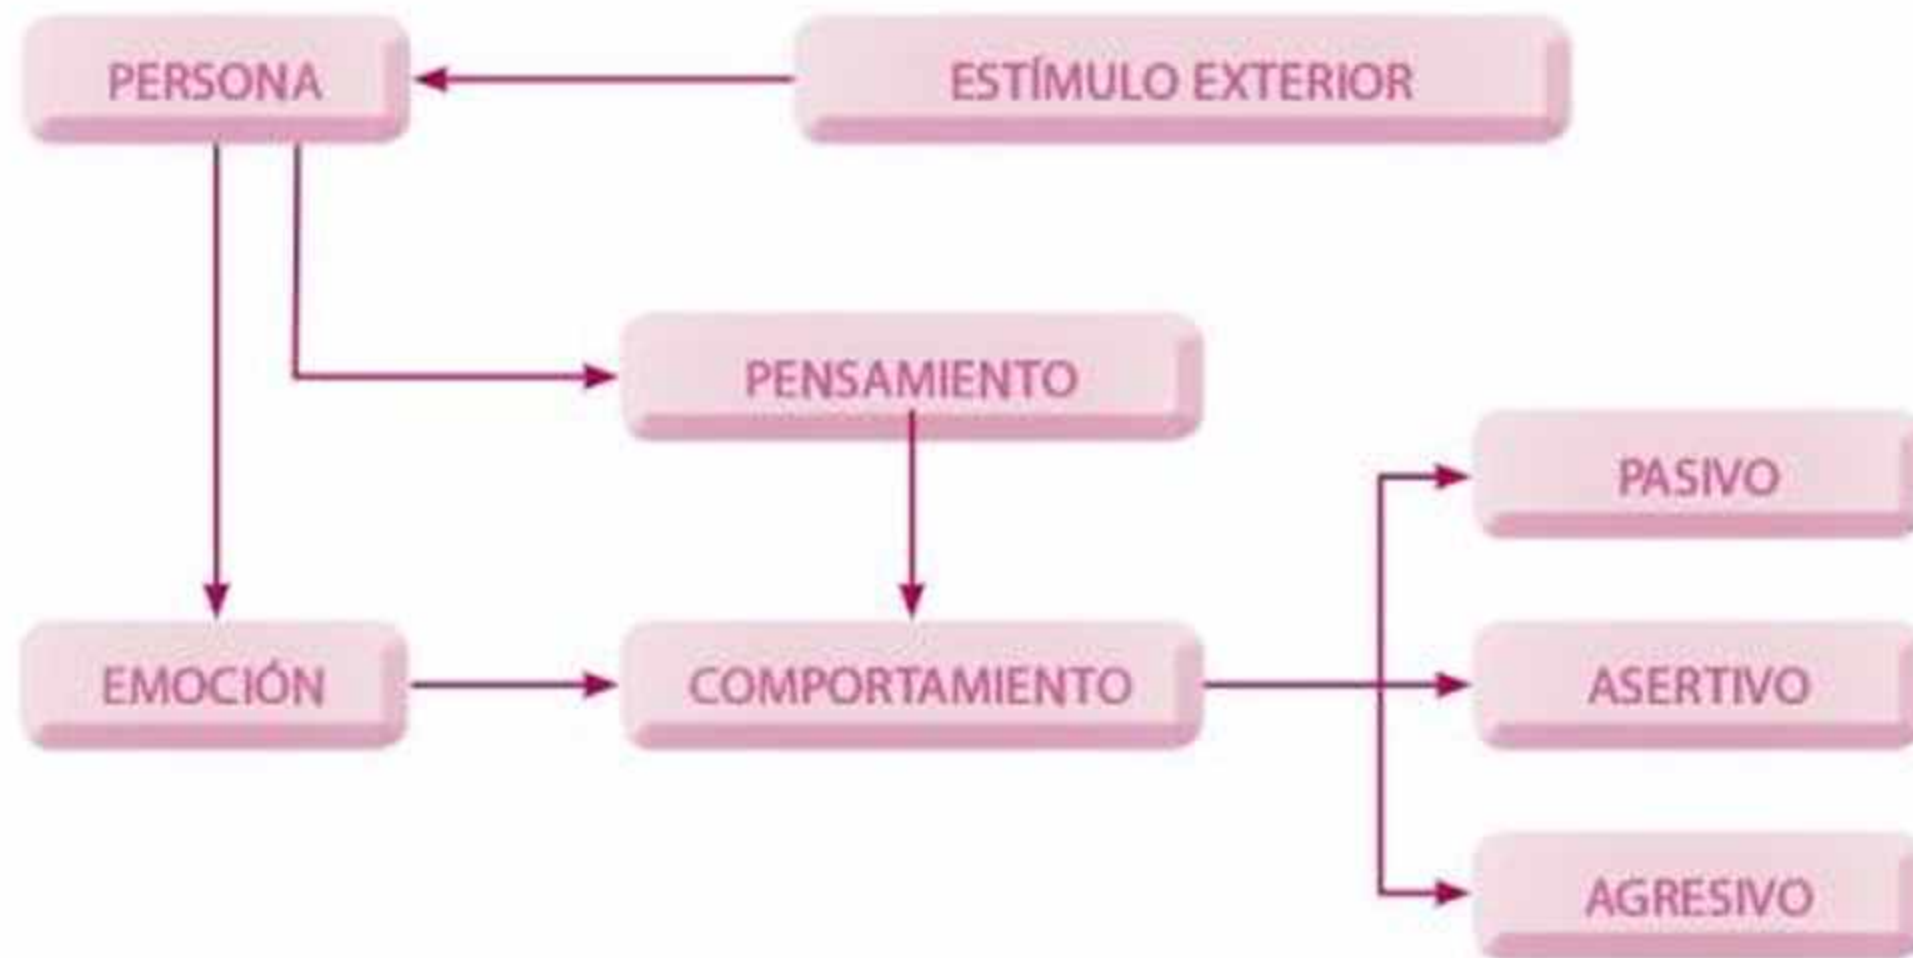 PERSONA
ESTÍMULO EXTERIOR
PENSAMIENTO
PASIVO
EMOCIÓN
COMPORTAMIENTO
ASERTIVO
AGRESIVO